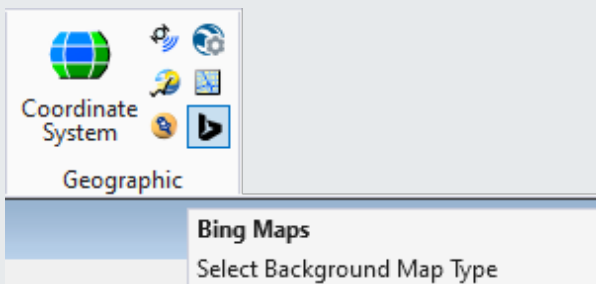 Coordinate
System
Geographic
Bing Maps
Select Background Map Type